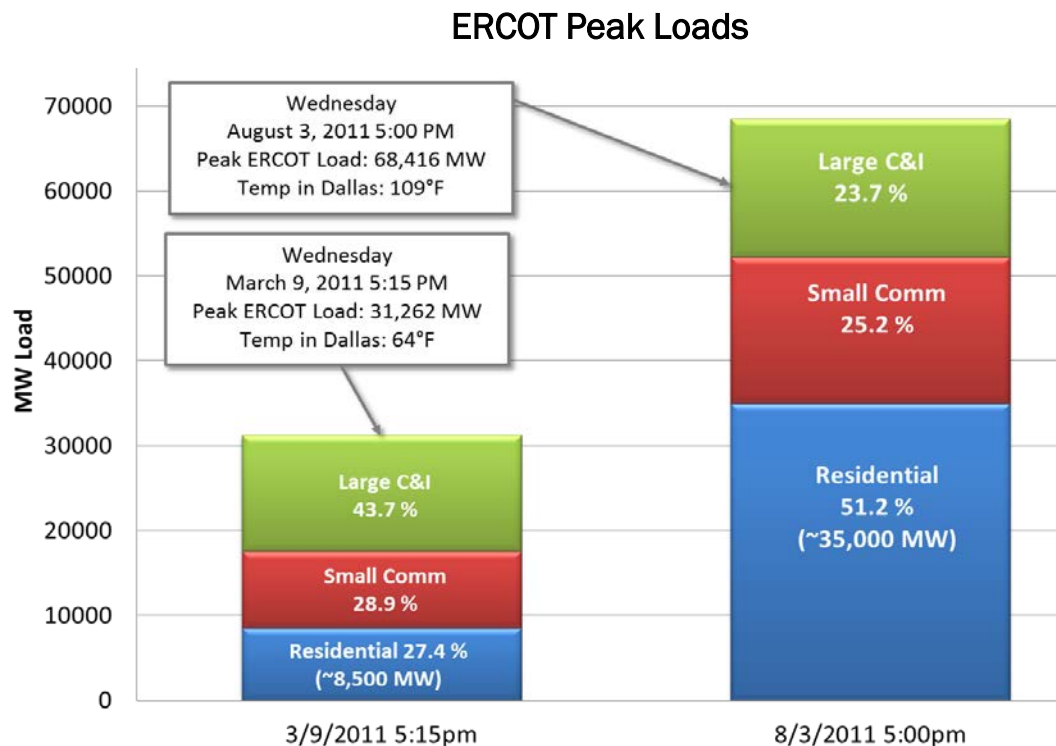 ERCOT Peak Loads
MW Load
70000
60000
50000
40000
30000
20000
10000
0
Wednesday
August 3, 2011 5:00 PM
Peak ERCOT Load: 68,416 MW
Temp in Dallas: 109°F
Wednesday
March 9, 2011 5:15 PM
Peak ERCOT Load: 31,262 MW
Temp in Dallas: 64°F
Large C&I
43.7 %
Small Comm
28.9 %
Residential 27.4 %
(~8,500 MW)
Large C&I
23.7 %
Small Comm
25.2 %
Residential
51.2 %
(~35,000 MW)
3/9/2011 5:15pm
8/3/2011 5:00pm